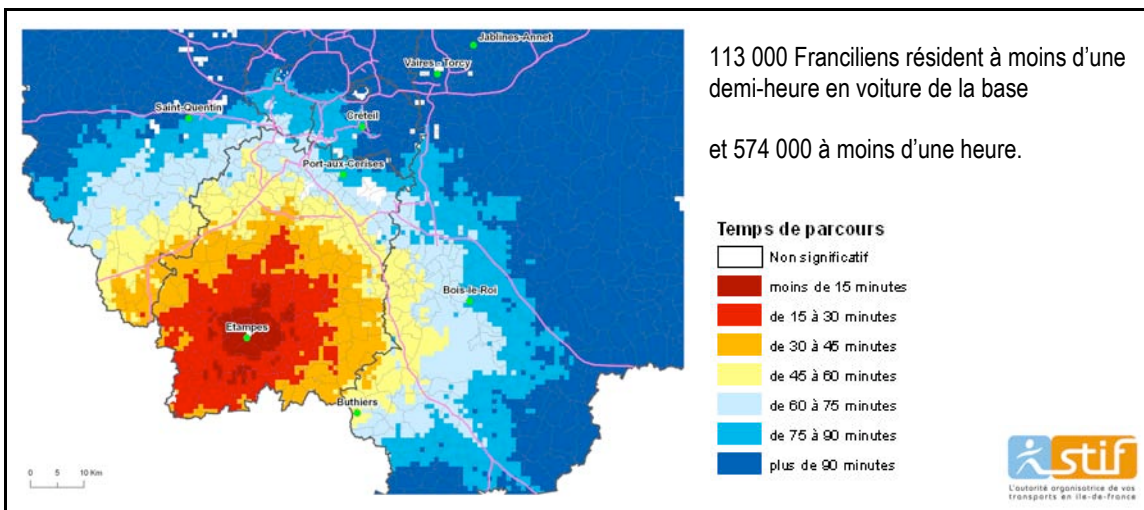 Jablines-Annet
Vaires - Torcy
Saint-Quentin
Créteil
Port-aux-Cerises
Bois-le-Roi
Etampes
Buthiers
0 5 10 Km
113 000 Franciliens résident à moins d’une
demi-heure en voiture de la base
et 574 000 à moins d’une heure.
Temps de parcours
Non significatif
moins de 15 minutes
de 15 à 30 minutes
de 30 à 45 minutes
de 45 à 60 minutes
de 60 à 75 minutes
de 75 à 90 minutes
plus de 90 minutes
stif
L'autorité organisatrice de vos
transports en ile-de-france